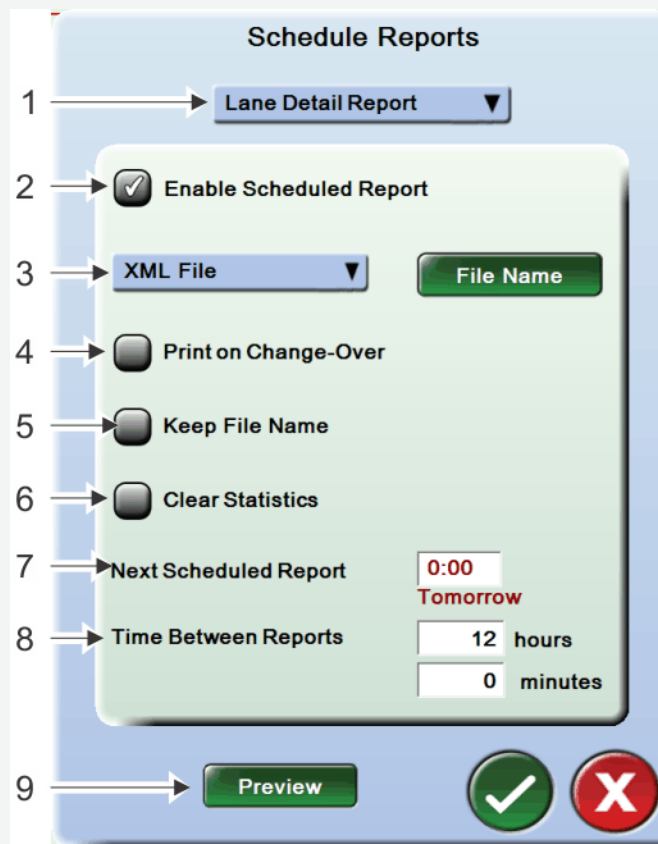 Schedule Reports
1 Lane Detail Report
2 Enable Scheduled Report
3 XML File File Name
4 Print on Change-Over
5 Keep File Name
6 Clear Statistics
7 Next Scheduled Report 0:00
Tomorrow
8 Time Between Reports 12 hours
0 minutes
9 Preview